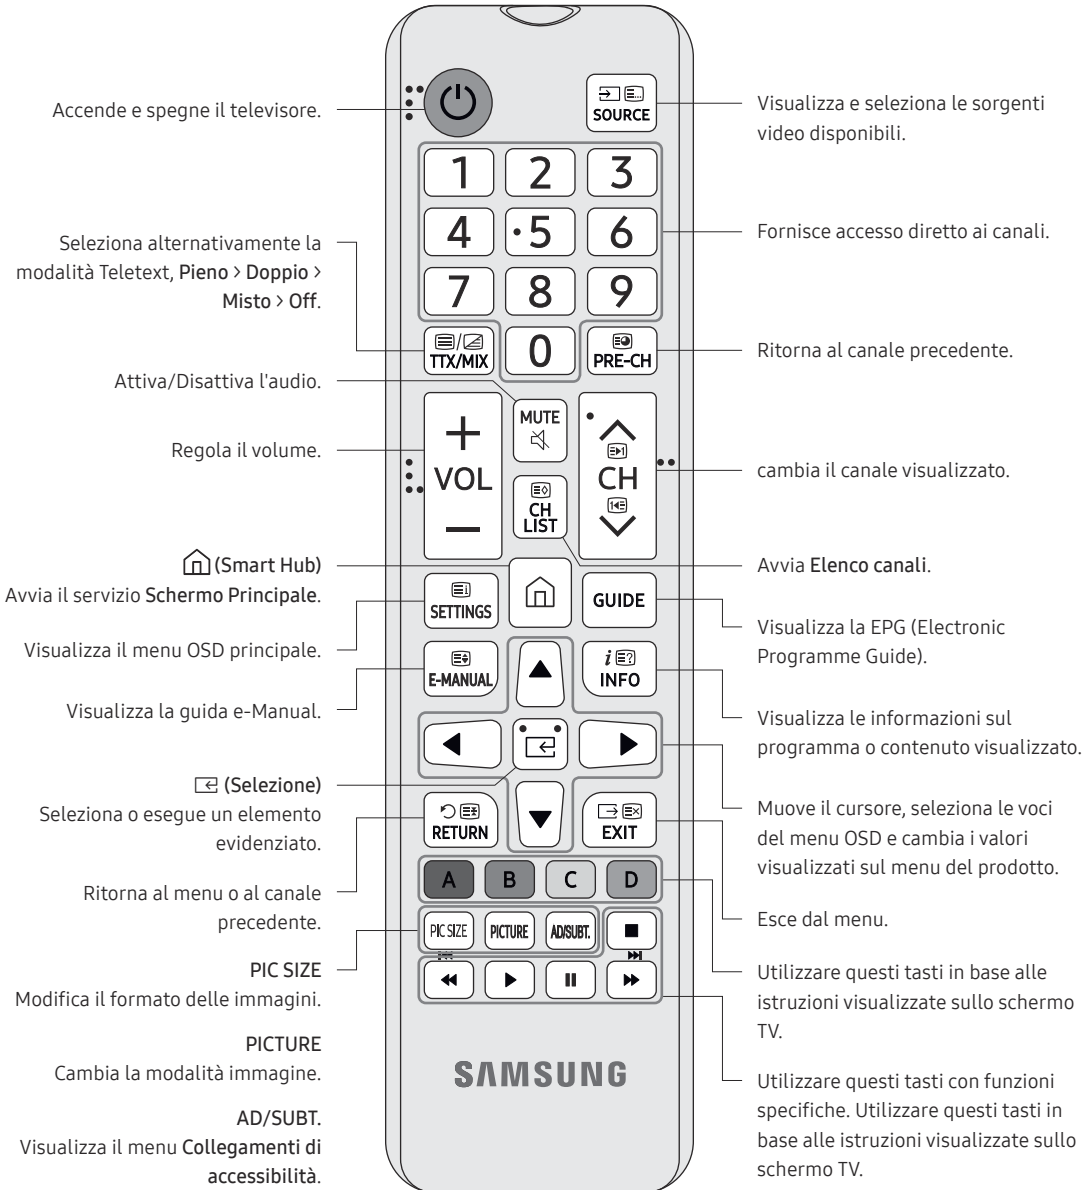 Accende e spegne il televisore.
Seleziona alternativamente la
modalità Teletext, Pieno > Doppio >
Misto > Off.
Attiva/Disattiva l'audio.
Regola il volume.
(Smart Hub)
Avvia il servizio Schermo Principale.
Visualizza il menu OSD principale.
Visualizza la guida e-Manual.
(Selezione)
Seleziona o esegue un elemento
evidenziato.
Ritorna al menu o al canale
precedente.
PIC SIZE
Modifica il formato delle immagini.
PICTURE
Cambia la modalità immagine.
AD/SUBT.
Visualizza il menu Collegamenti di
accessibilità.
SOURCE
1 2 3
4 5 6
7 8 9
TTX/MIX 0 PRE-CH
+ MUTE
VOL CH
CH
LIST
—
SETTINGS GUIDE
E-MANUAL INFO
RETURN EXIT
A B C D
PIC SIZE PICTURE AD/SUBT.
SAMSUNG
Visualizza e seleziona le sorgenti
video disponibili.
Fornisce accesso diretto ai canali.
Ritorna al canale precedente.
cambia il canale visualizzato.
Avvia Elenco canali.
Visualizza la EPG (Electronic
Programme Guide).
Visualizza le informazioni sul
programma o contenuto visualizzato.
Muove il cursore, seleziona le voci
del menu OSD e cambia i valori
visualizzati sul menu del prodotto.
Esce dal menu.
Utilizzare questi tasti in base alle
istruzioni visualizzate sullo schermo
TV.
Utilizzare questi tasti con funzioni
specifiche. Utilizzare questi tasti in
base alle istruzioni visualizzate sullo
schermo TV.